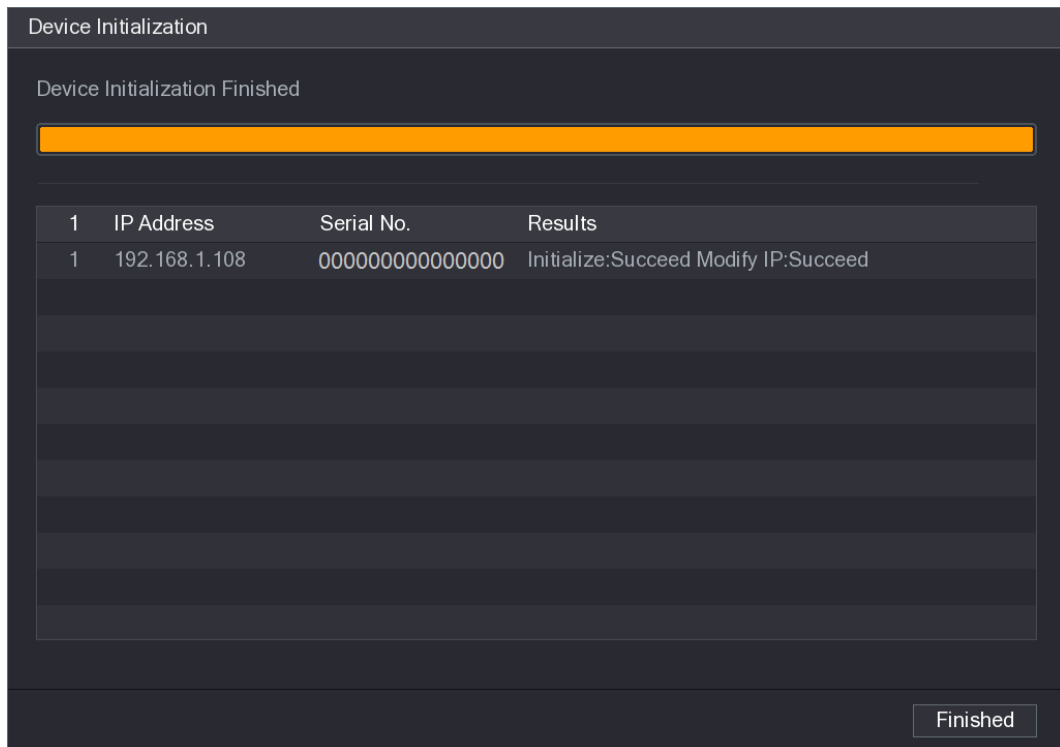 Device Initialization
Device Initialization Finished
1 IP Address Serial No. Results
1 192.168.1.108 000000000000000 Initialize:Succeed Modify IP:Succeed
Finished